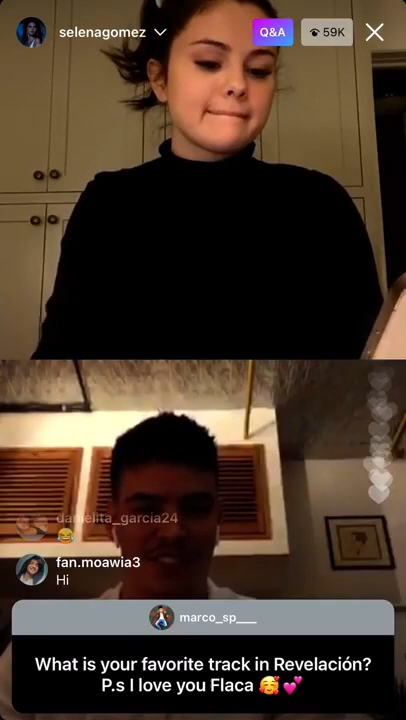 selenagomez
Q&A
59K
danielita_garcia24
😂
fan.moawia3
Hi
marco_sp___
What is your favorite track in Revelación?
P.s I love you Flaca 🥰💕